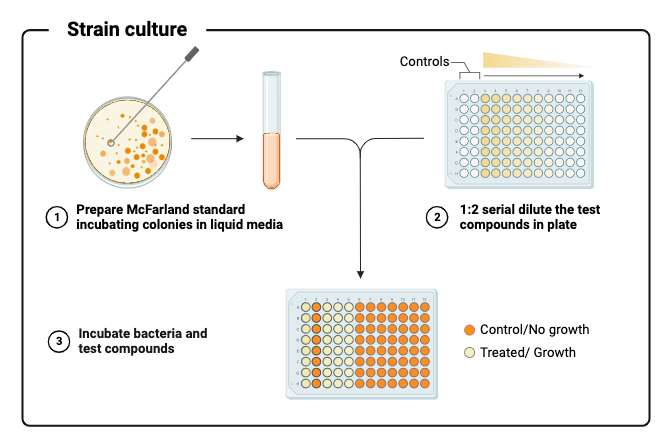 Strain culture
Controls
1 Prepare McFarland standard
incubating colonies in liquid media
2 1:2 serial dilute the test
compounds in plate
3 Incubate bacteria and
test compounds
Control/No growth
Treated/ Growth